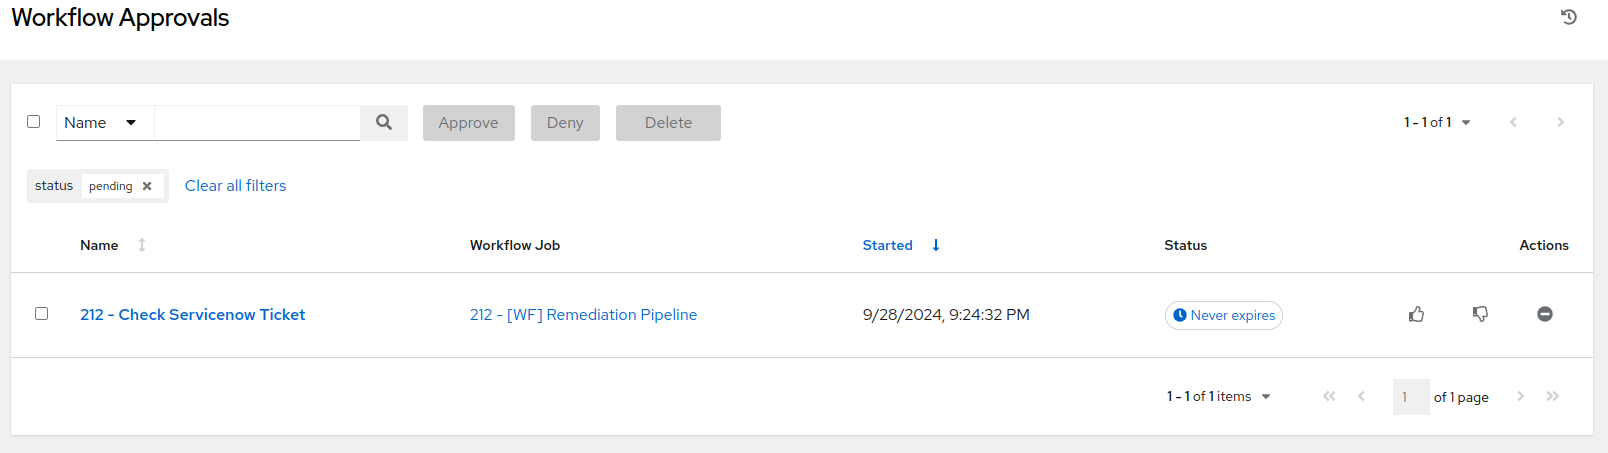 Workflow Approvals
Name
Approve
Deny
Delete
1 - 1 of 1
status pending
Clear all filters
Name Workflow Job Started Status Actions
212 - Check Servicenow Ticket 212 - [WF] Remediation Pipeline 9/28/2024, 9:24:32 PM Never expires
1 - 1 of 1 items 1 of 1 page